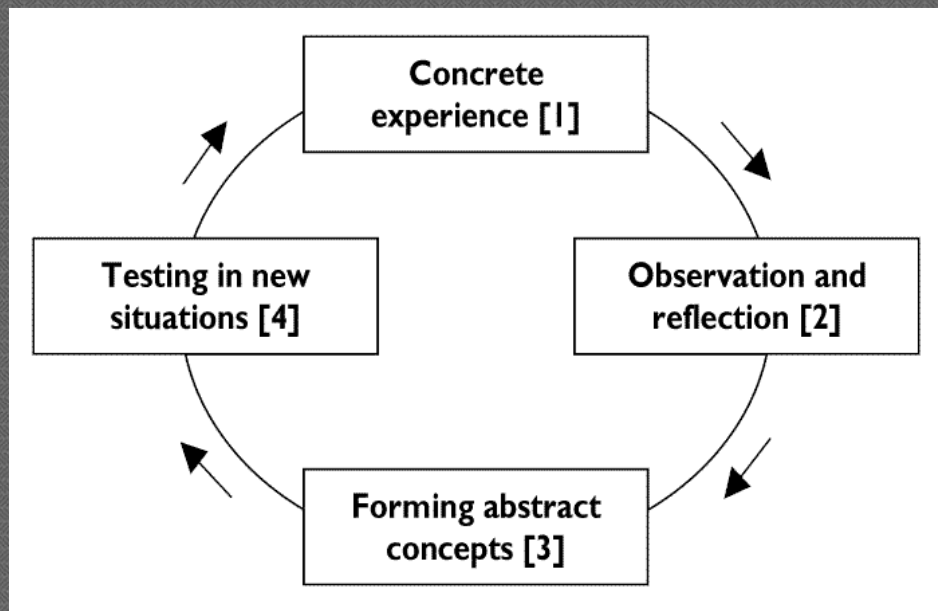 Concrete
experience [1]
Observation and
reflection [2]
Forming abstract
concepts [3]
Testing in new
situations [4]